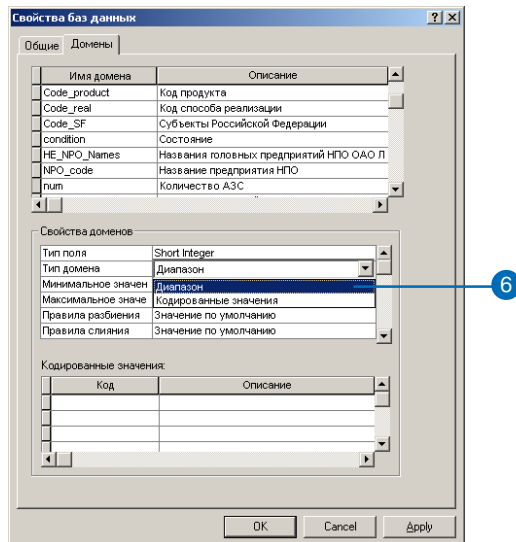 Свойства баз данных
Общие Домены
Имя домена Описание
Code_product Код продукта
Code_real Код способа реализации
Code_SF Субъекты Российской Федерации
condition Состояние
HE_NPO_Names Названия головных предприятий НПО ОАО Л
NPO_code Название предприятия НПО
num Количество АЗС
Свойства доменов
Тип поля Short Integer
Тип домена Диапазон
Минимальное значен Диапазон
Максимальное значе Кодированные значения
Правила разбиения Значение по умолчанию
Правила слияния Значение по умолчанию
6
Кодированные значения:
Код Описание
OK Cancel Apply